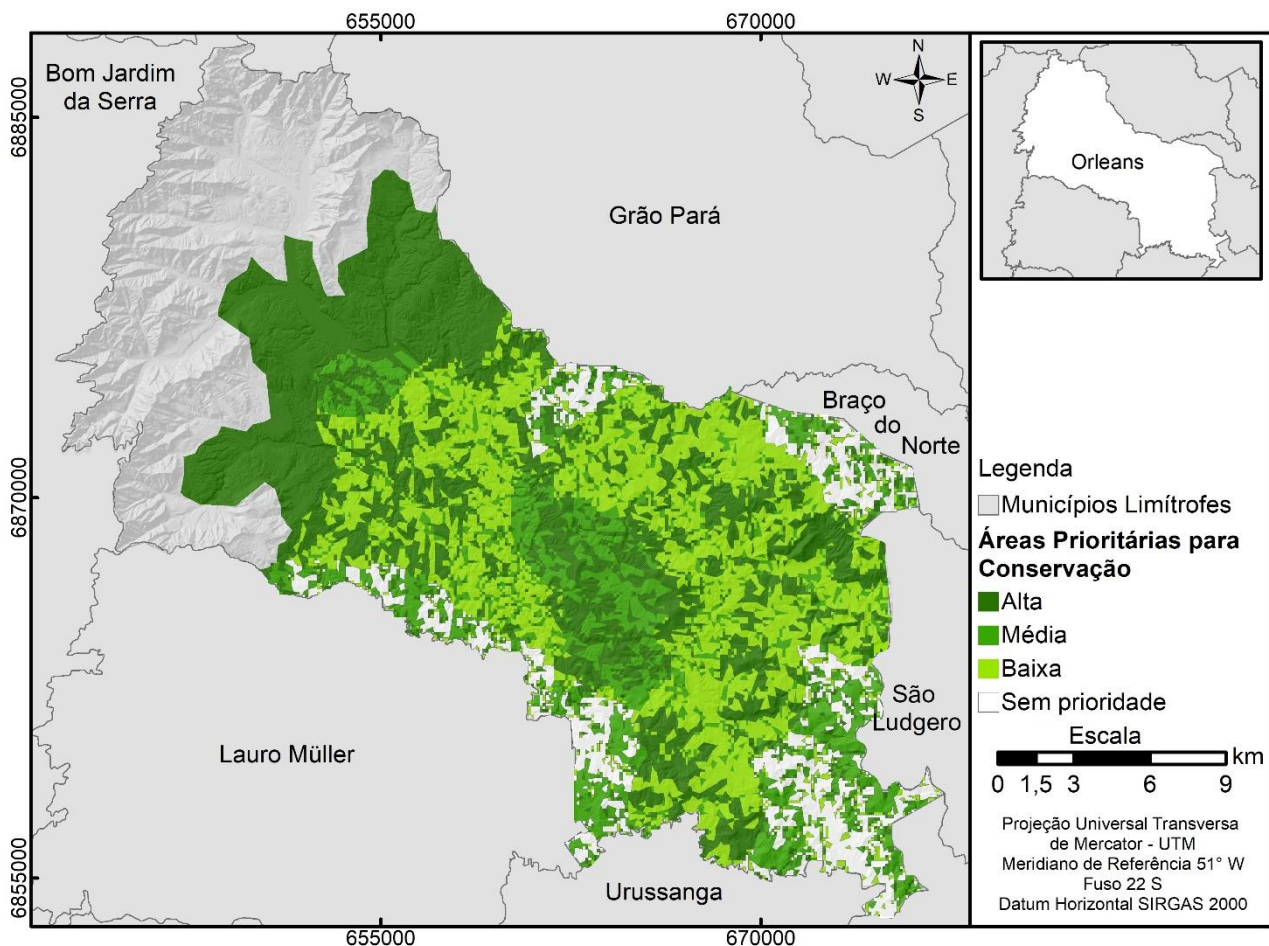 655000
670000
Bom Jardim
da Serra
N
W E
S
6885000
Orleans
Grão Pará
Braço
do
Norte
6870000
Legenda
Municípios Limítrofes
Áreas Prioritárias para
Conservação
Alta
Média
Baixa
Sem prioridade
São
Ludgero
Lauro Müller
Escala
km
0 1,5 3 6 9
Projeção Universal Transversa
de Mercator - UTM
Meridiano de Referência 51° W
Fuso 22 S
Datum Horizontal SIRGAS 2000
6855000
Urussanga
655000
670000